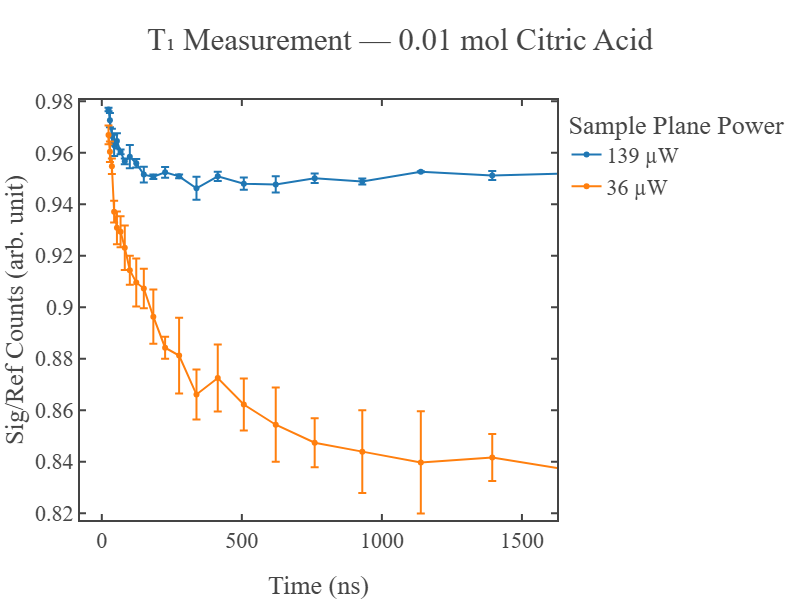 T₁ Measurement — 0.01 mol Citric Acid
Sample Plane Power
139 µW
36 µW
Sig/Ref Counts (arb. unit)
0.98
0.96
0.94
0.92
0.9
0.88
0.86
0.84
0.82
0 500 1000 1500
Time (ns)